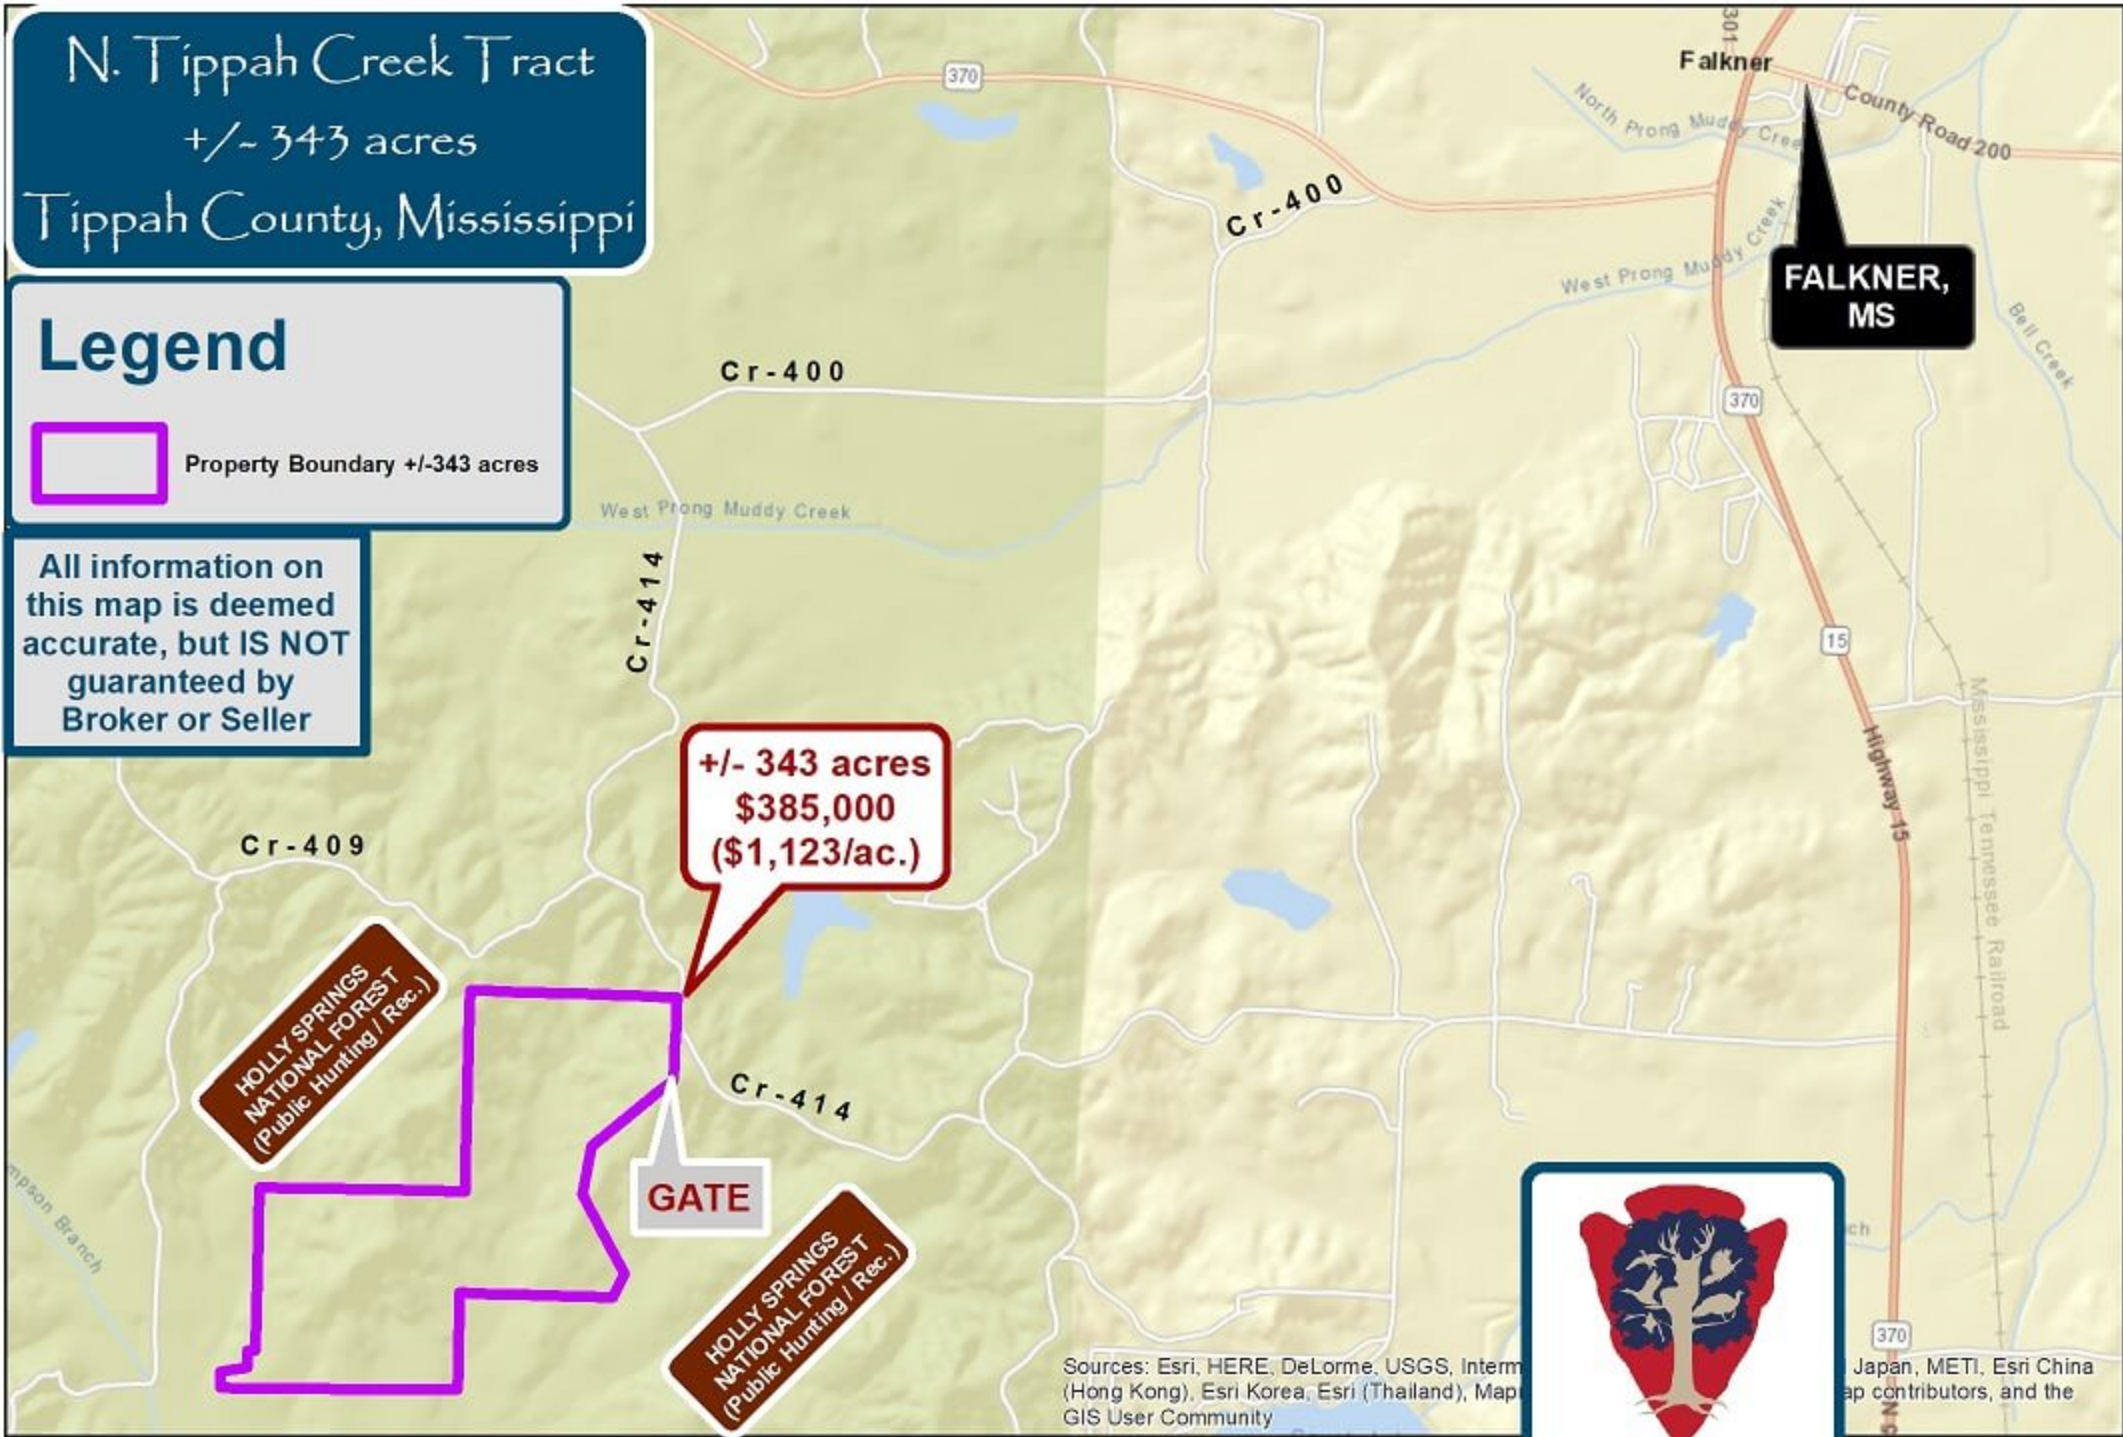 N. Tippah Creek Tract
+/- 343 acres
Tippah County, Mississippi
Legend
Property Boundary +/-343 acres
All information on
this map is deemed
accurate, but IS NOT
guaranteed by
Broker or Seller
370
301
Falkner
County Road 200
North Prong Muddy Creek
Cr-400
West Prong Muddy Creek
FALKNER,
MS
Bell Creek
Cr-400
370
West Prong Muddy Creek
Cr-414
15
Highway 15
Mississippi Tennessee Railroad
+/- 343 acres
$385,000
($1,123/ac.)
Cr-409
HOLLY SPRINGS
NATIONAL FOREST
(Public Hunting / Rec.)
Cr-414
GATE
HOLLY SPRINGS
NATIONAL FOREST
(Public Hunting / Rec.)
Branch
370
Sources: Esri, HERE, DeLorme, USGS, Interm Japan, METI, Esri China
(Hong Kong), Esri Korea, Esri (Thailand), Map contributors, and the
GIS User Community